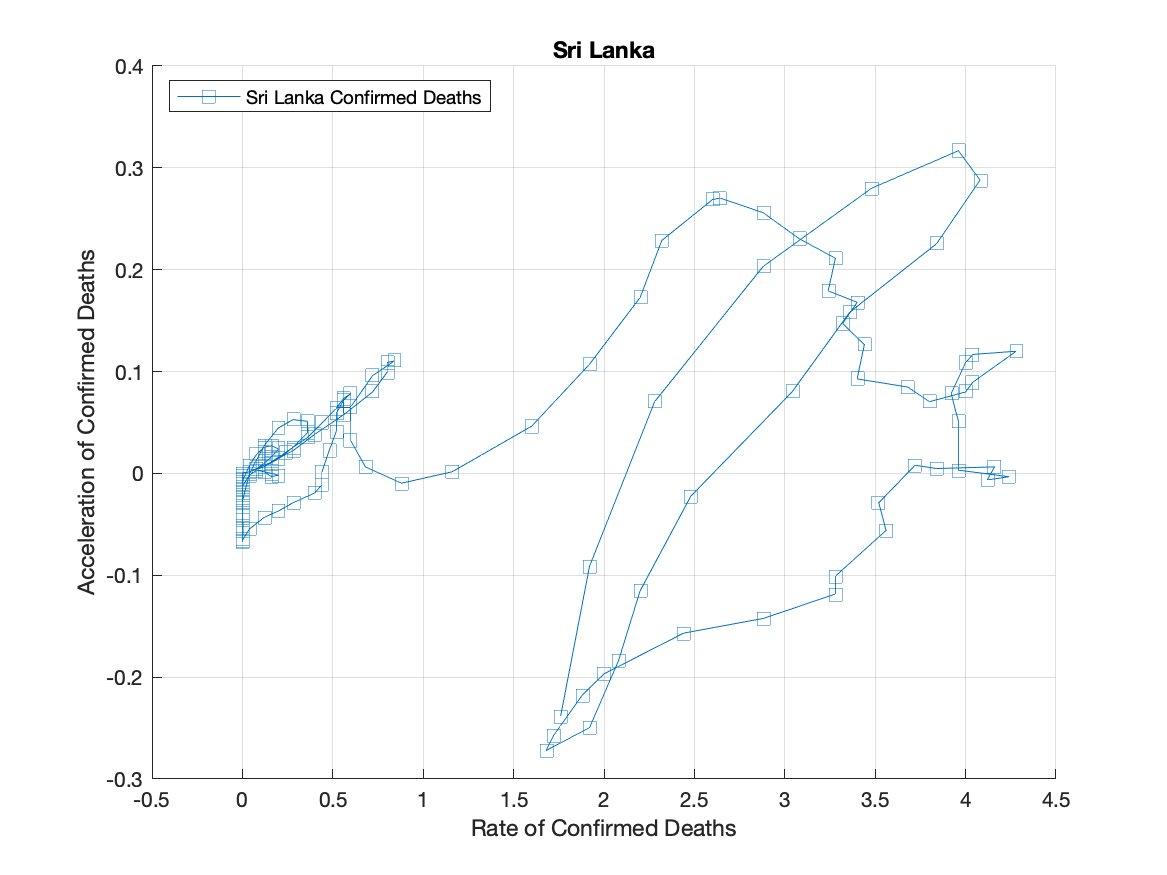 Sri Lanka
Sri Lanka Confirmed Deaths
Acceleration of Confirmed Deaths
0.4
0.3
0.2
0.1
0
-0.1
-0.2
-0.3
-0.5 0 0.5 1 1.5 2 2.5 3 3.5 4 4.5
Rate of Confirmed Deaths